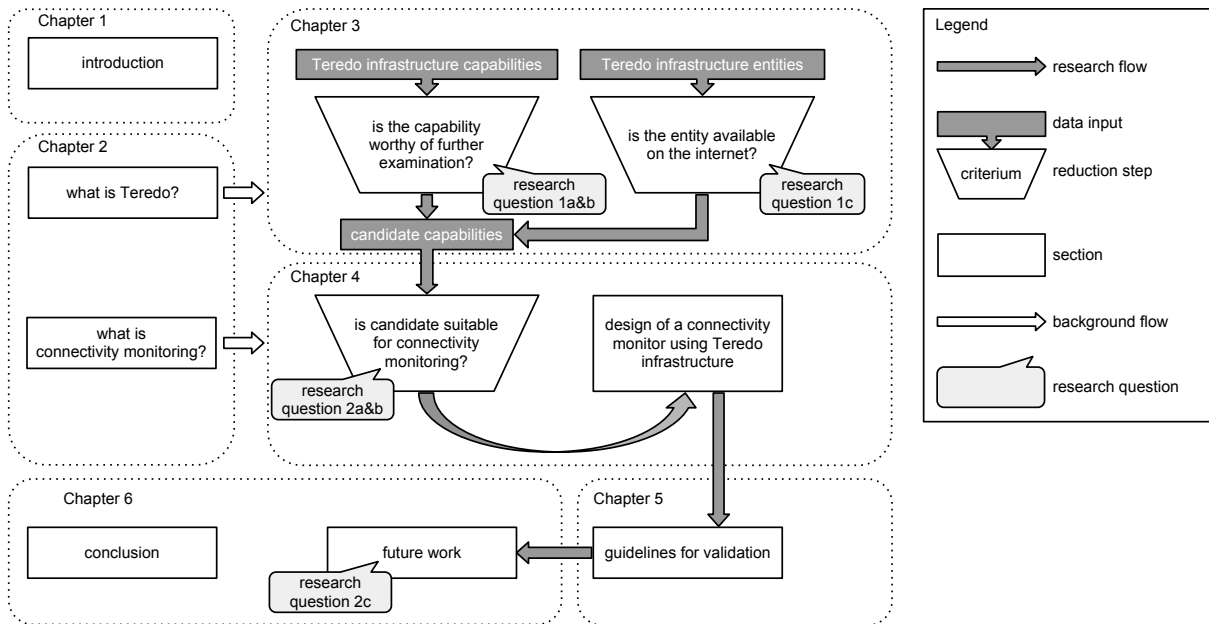 Chapter 1
introduction
Chapter 2
what is Teredo?
what is
connectivity monitoring?
Chapter 3
Teredo infrastructure capabilities
Teredo infrastructure entities
is the capability
worthy of further
examination?
research
question 1a&b
is the entity available
on the internet?
research
question 1c
candidate capabilities
Chapter 4
is candidate suitable
for connectivity
monitoring?
research
question 2a&b
design of a connectivity
monitor using Teredo
infrastructure
Chapter 5
guidelines for validation
Chapter 6
conclusion
future work
research
question 2c
Legend
research flow
data input
criterium
reduction step
section
background flow
research question